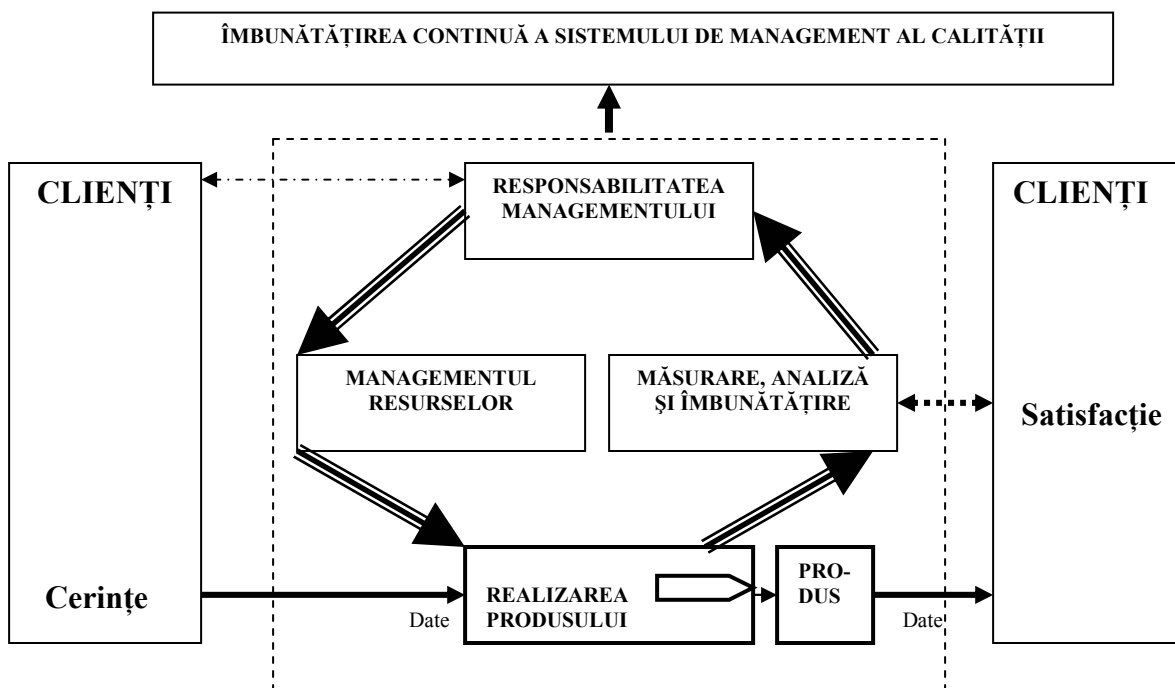 ÎMBUNĂTĂȚIREA CONTINUĂ A SISTEMULUI DE MANAGEMENT AL CALITĂȚII
CLIENȚI
RESPONSABILITATEA
MANAGEMENTULUI
CLIENȚI
MANAGEMENTUL
RESURSELOR
MĂSURARE, ANALIZĂ
ŞI ÎMBUNĂTĂȚIRE
Satisfacție
Cerințe
Date
REALIZAREA
PRODUSULUI
PRO-
DUS
Date